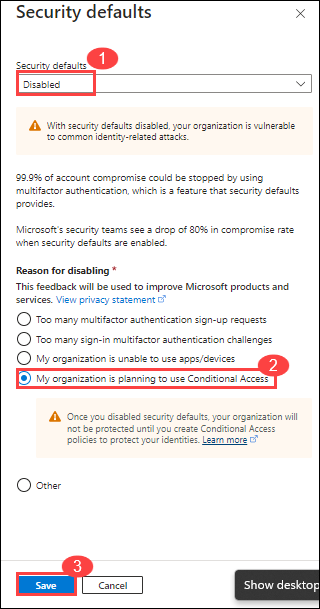 Security defaults
1
Security defaults
Disabled
With security defaults disabled, your organization is vulnerable
to common identity-related attacks.
99.9% of account compromise could be stopped by using
multifactor authentication, which is a feature that security defaults
provides.
Microsoft's security teams see a drop of 80% in compromise rate
when security defaults are enabled.
Reason for disabling *
This feedback will be used to improve Microsoft products and
services. View privacy statement
Too many multifactor authentication sign-up requests
Too many sign-in multifactor authentication challenges
My organization is unable to use apps/devices
2
My organization is planning to use Conditional Access
Once you disabled security defaults, your organization will
not be protected until you create Conditional Access
policies to protect your identities. Learn more
Other
3
Save
Cancel
Show desktop